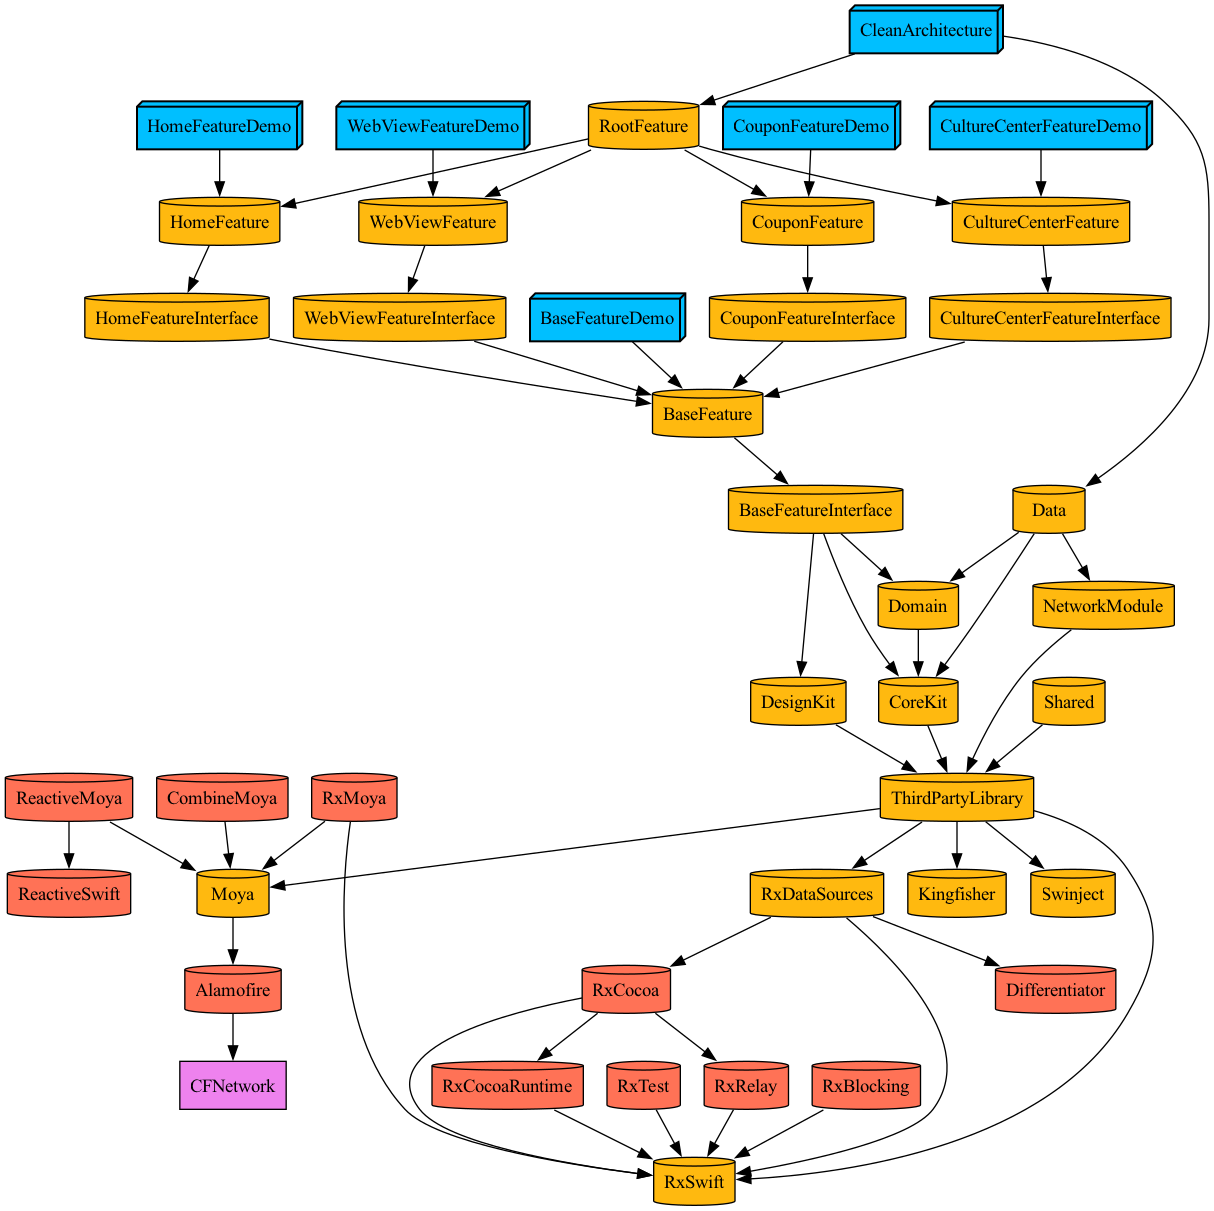 CleanArchitecture
HomeFeatureDemo
WebViewFeatureDemo
RootFeature
CouponFeatureDemo
CultureCenterFeatureDemo
HomeFeature
WebViewFeature
CouponFeature
CultureCenterFeature
HomeFeatureInterface
WebViewFeatureInterface
BaseFeatureDemo
CouponFeatureInterface
CultureCenterFeatureInterface
BaseFeature
BaseFeatureInterface
Data
Domain
NetworkModule
DesignKit
CoreKit
Shared
ReactiveMoya
CombineMoya
RxMoya
ThirdPartyLibrary
ReactiveSwift
Moya
RxDataSources
Kingfisher
Swinject
Alamofire
RxCocoa
Differentiator
CFNetwork
RxCocoaRuntime
RxTest
RxRelay
RxBlocking
RxSwift